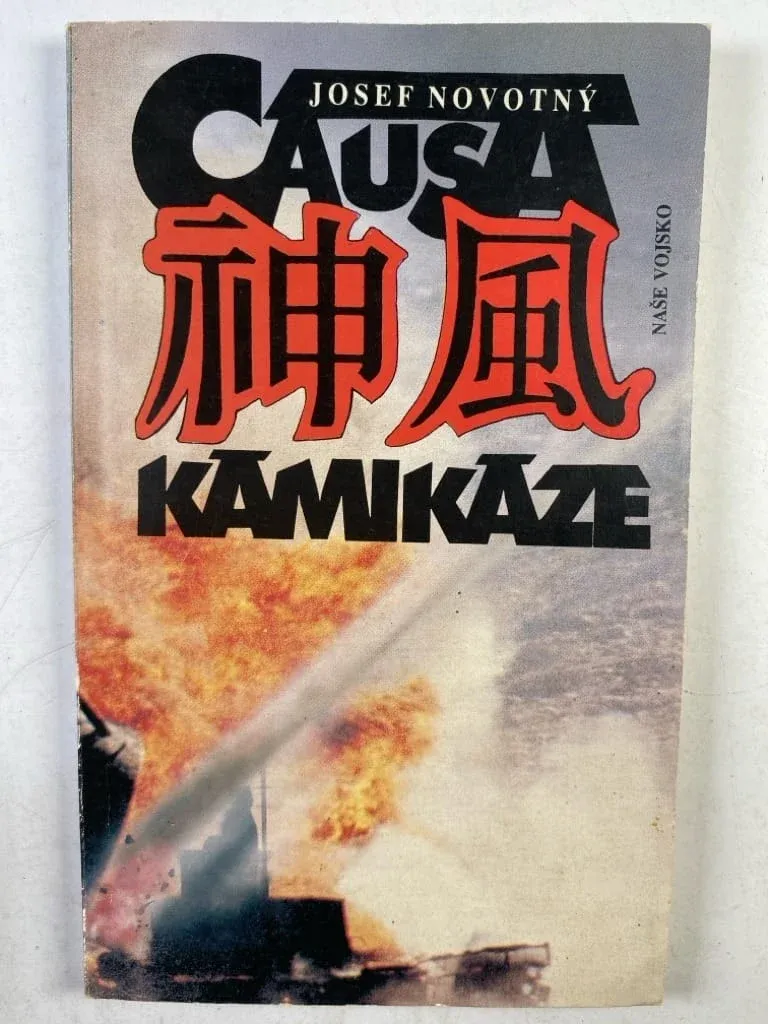 JOSEF NOVOTNÝ
CAUSA
神風
KAMIKAZE
NAŠE VOJSKO